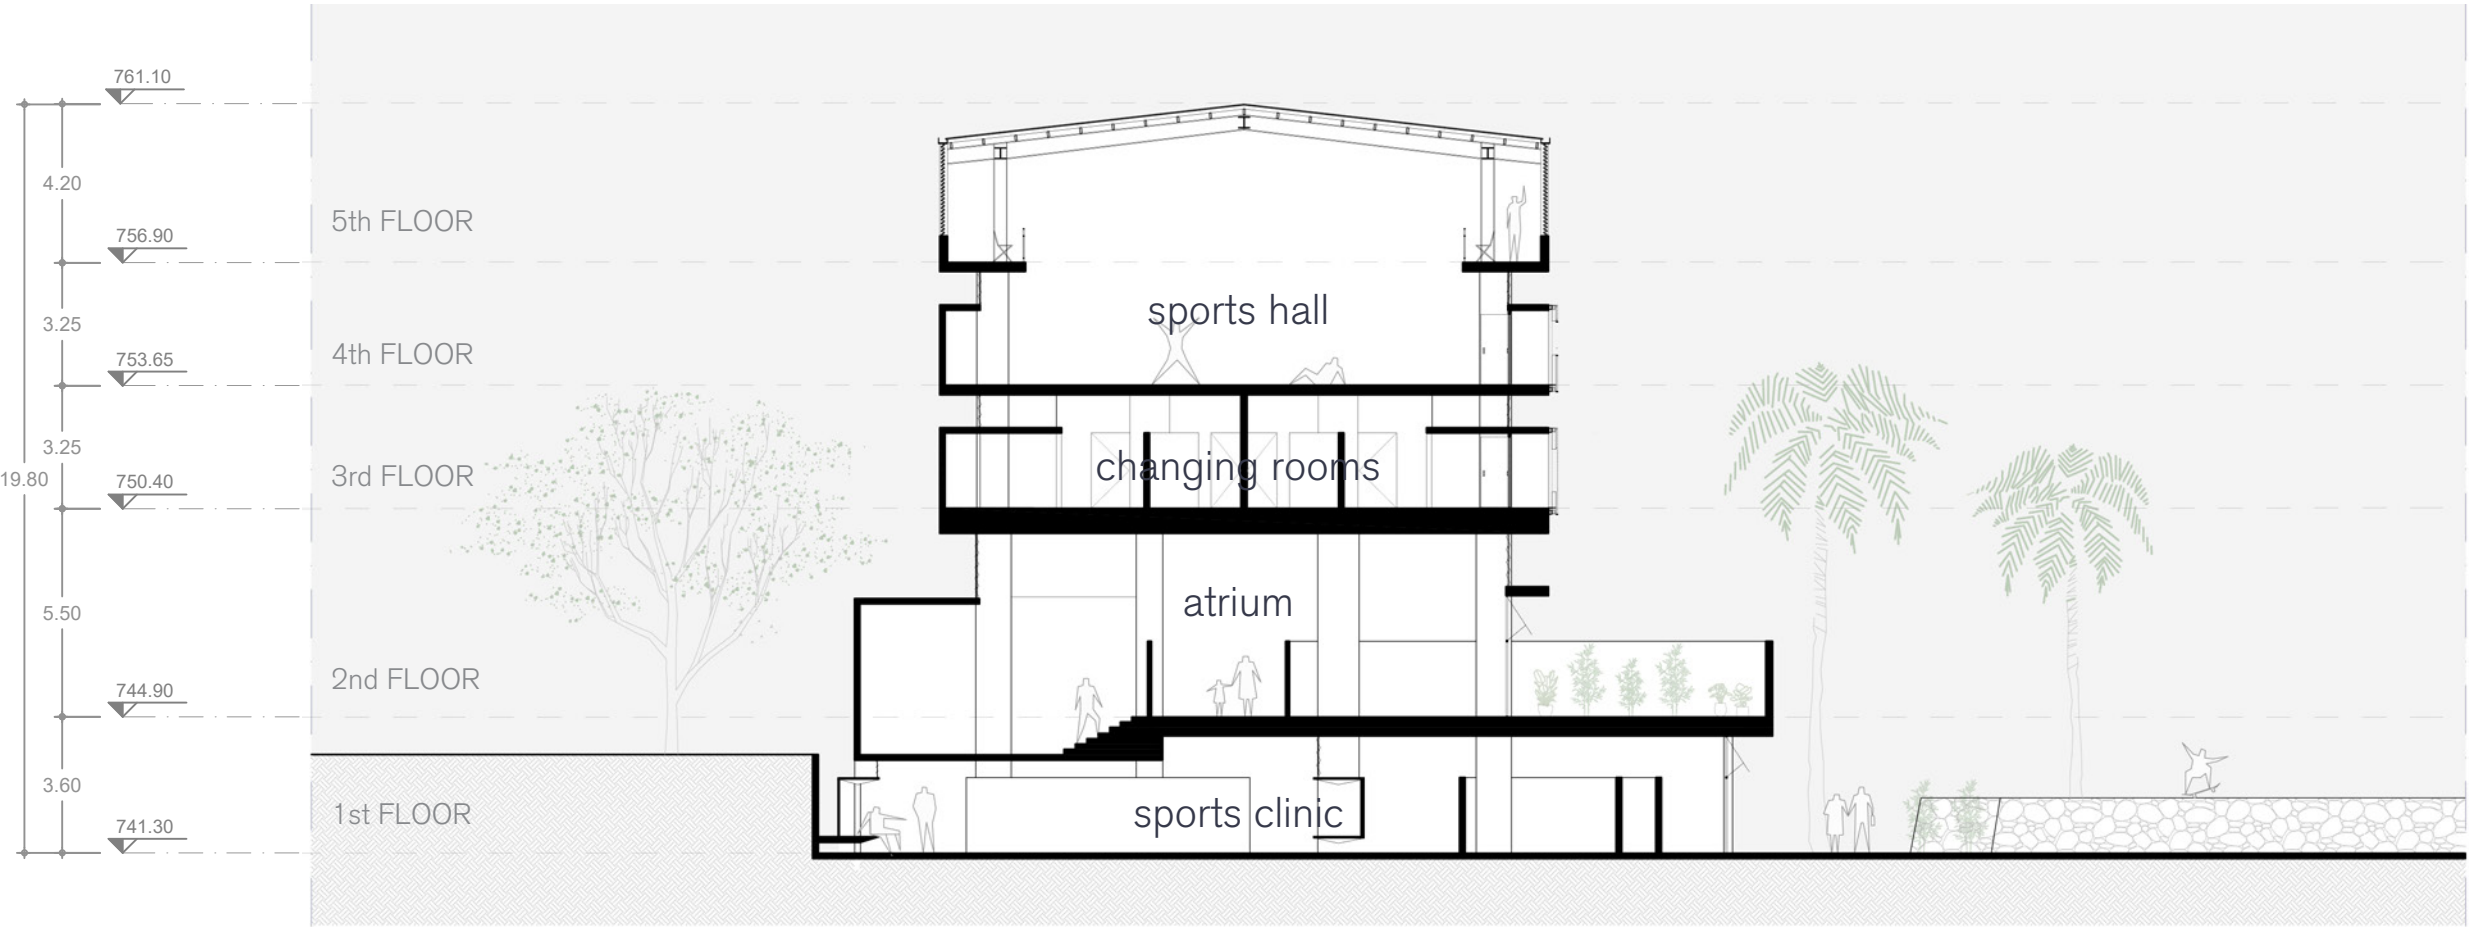 761.10
4.20
5th FLOOR
756.90
sports hall
3.25
4th FLOOR
753.65
3.25
changing rooms
3rd FLOOR
19.80
750.40
atrium
5.50
2nd FLOOR
744.90
3.60
sports clinic
1st FLOOR
741.30